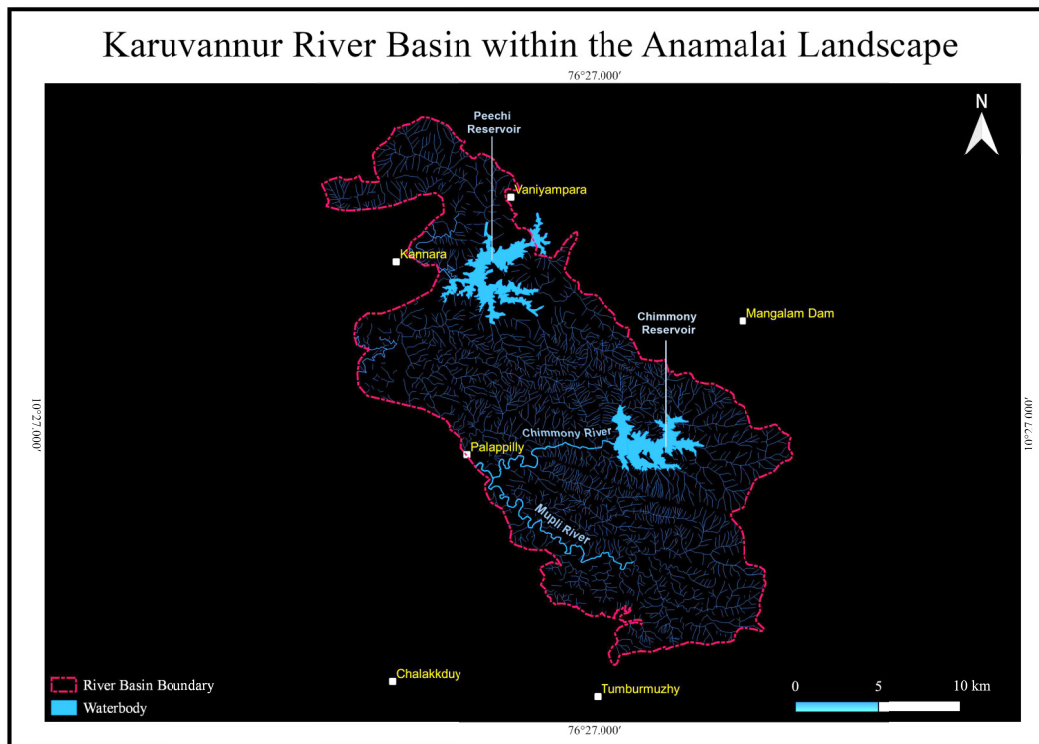 Karuvannur River Basin within the Anamalai Landscape
76°27.000'
N
Peechi
Reservoir
Vaniyampara
Kannara
Chimmony
Reservoir
Mangalam Dam
10°27.000'
10°27.000'
Chimmony River
Palappilly
Mupli River
Chalakkduy
Tumburmuzhy
River Basin Boundary
Waterbody
0 5 10 km
76°27.000'